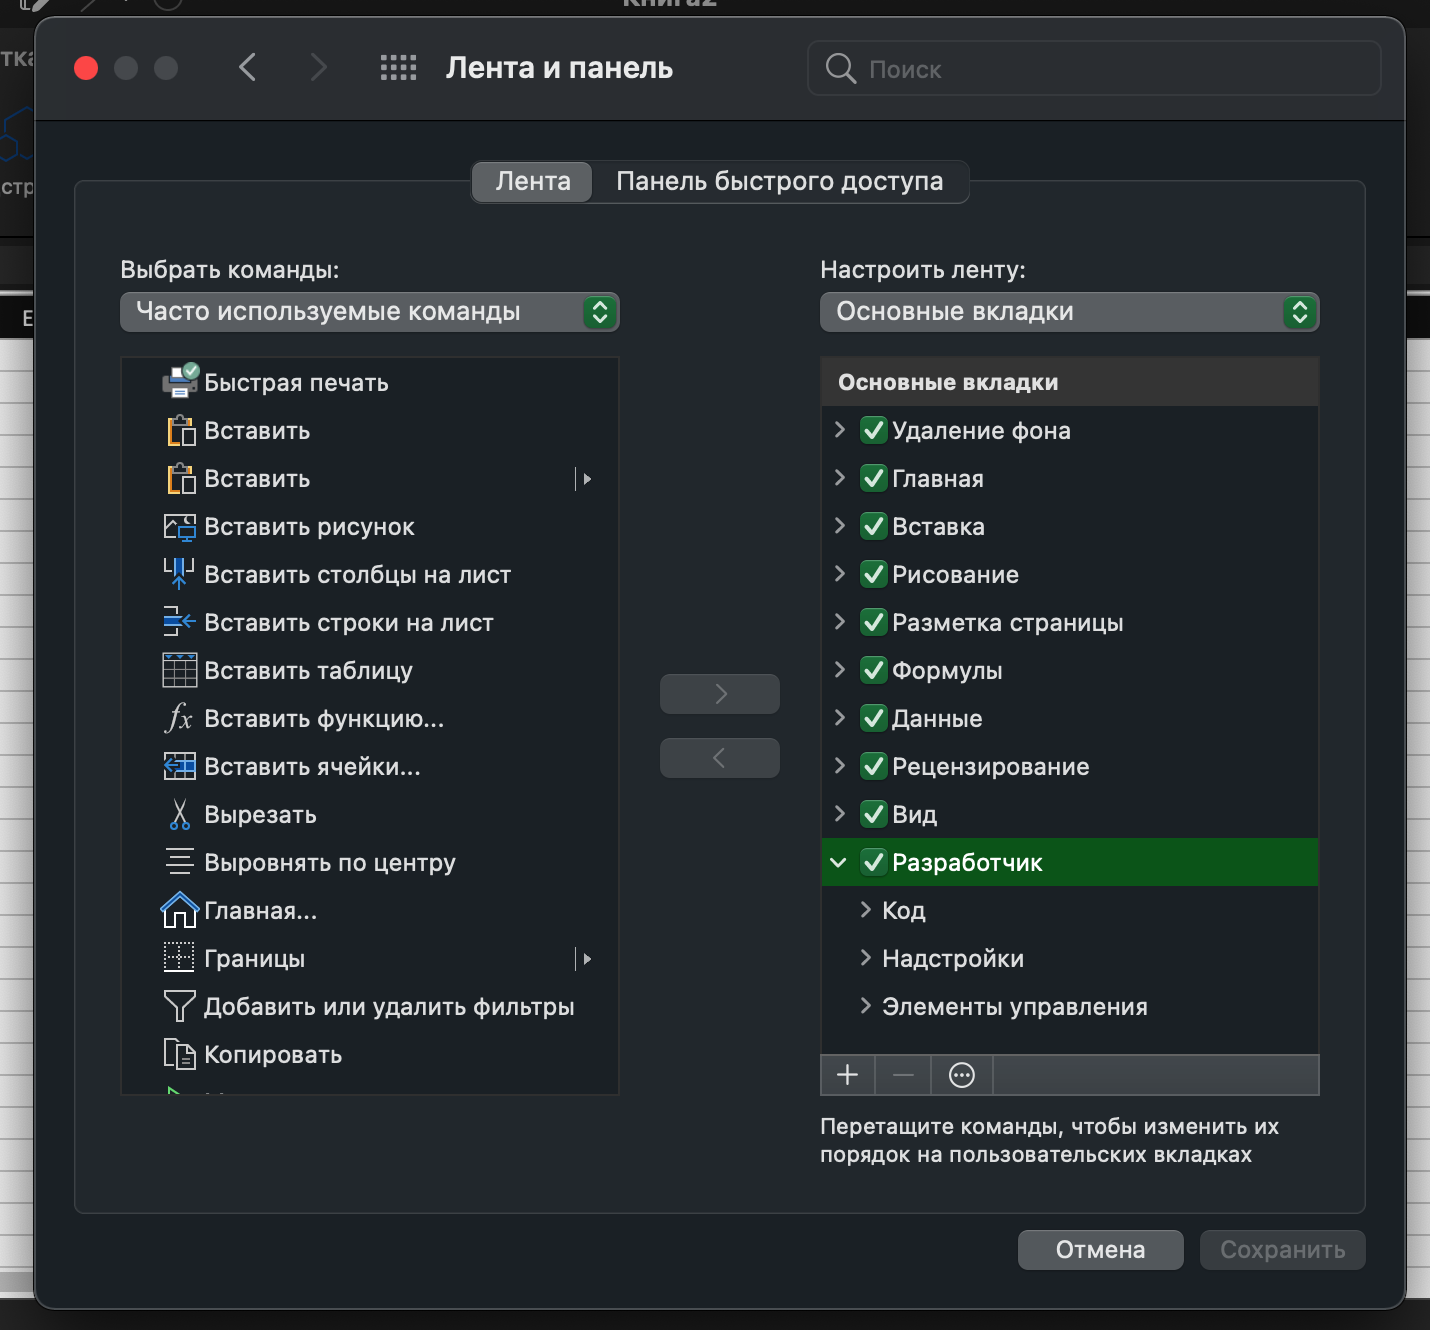 Книга2
Лента и панель
Поиск
Лента
Панель быстрого доступа
Выбрать команды:
Часто используемые команды
Быстрая печать
Вставить
Вставить
Вставить рисунок
Вставить столбцы на лист
Вставить строки на лист
Вставить таблицу
fx Вставить функцию...
Вставить ячейки...
Вырезать
Выровнять по центру
Главная...
Границы
Добавить или удалить фильтры
Копировать
Настроить ленту:
Основные вкладки
Основные вкладки
Удаление фона
Главная
Вставка
Рисование
Разметка страницы
Формулы
Данные
Рецензирование
Вид
Разработчик
Код
Надстройки
Элементы управления
Перетащите команды, чтобы изменить их
порядок на пользовательских вкладках
Отмена
Сохранить